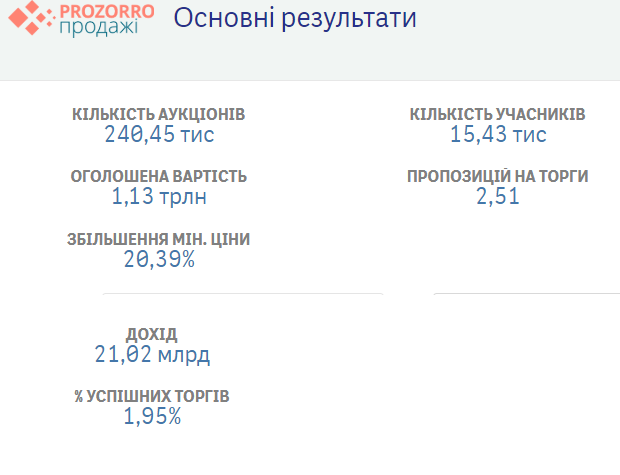 PROZORRO
продажі
Основні результати
КІЛЬКІСТЬ АУКЦІОНІВ
240,45 тис
КІЛЬКІСТЬ УЧАСНИКІВ
15,43 тис
ОГОЛОШЕНА ВАРТІСТЬ
1,13 трлн
ПРОПОЗИЦІЙ НА ТОРГИ
2,51
ЗБІЛЬШЕННЯ МІН. ЦІНИ
20,39%
ДОХІД
21,02 млрд
% УСПІШНИХ ТОРГІВ
1,95%